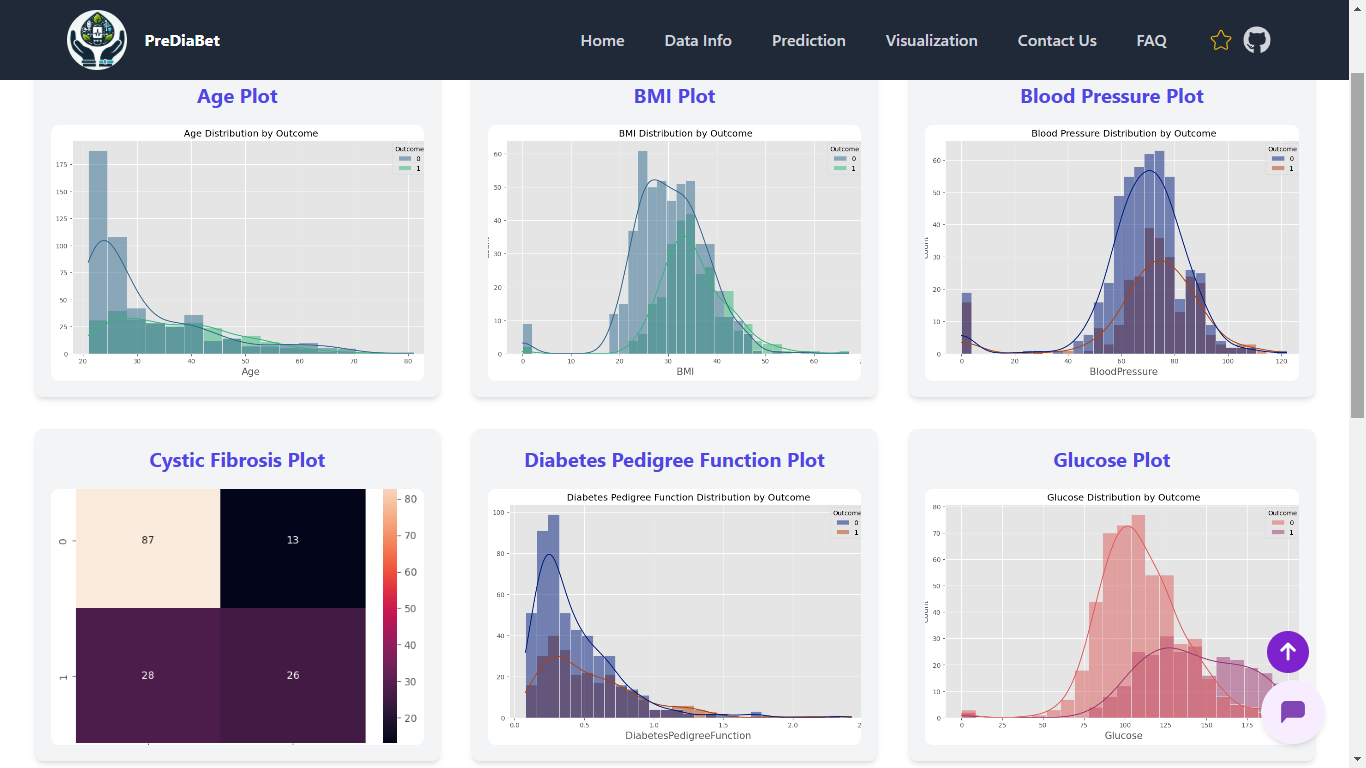 PreDiaBet
Home
Data Info
Prediction
Visualization
Contact Us
FAQ
Age Plot
Age Distribution by Outcome
Outcome
0
1
175
150
125
100
75
50
25
0
20 30 40 50 60 70 80
Age
BMI Plot
BMI Distribution by Outcome
Outcome
0
1
60
50
40
30
20
10
0
0 10 20 30 40 50 60
BMI
Blood Pressure Plot
Blood Pressure Distribution by Outcome
Outcome
0
1
60
50
40
30
20
10
0
0 20 40 60 80 100 120
BloodPressure
Cystic Fibrosis Plot
0
1
87 13
28 26
80
70
60
50
40
30
20
Diabetes Pedigree Function Plot
Diabetes Pedigree Function Distribution by Outcome
Outcome
0
1
100
80
60
40
20
0
0.0 0.5 1.0 1.5 2.0 2
DiabetesPedigreeFunction
Glucose Plot
Glucose Distribution by Outcome
Outcome
0
1
80
70
60
50
40
30
20
10
0
0 25 50 75 100 125 150 175
Glucose